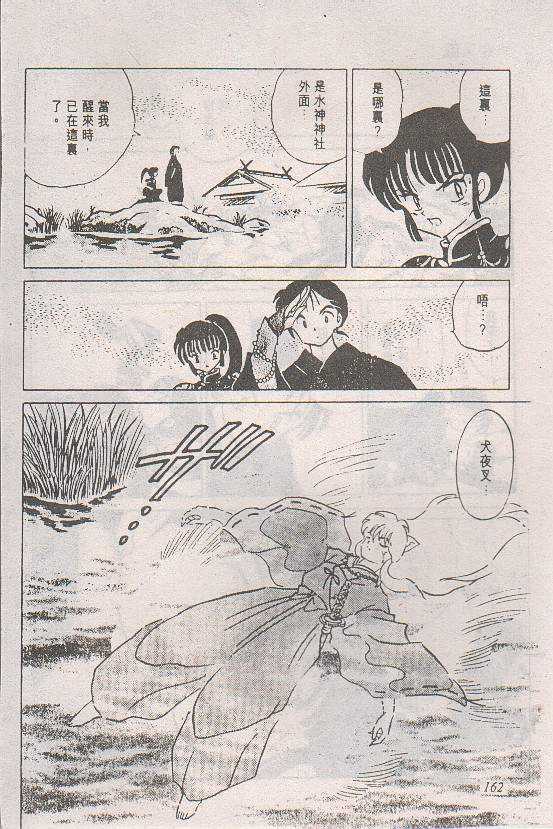 這裏…
是哪裏？
是水神神社
外面…
當我
醒來時，
已在這裏
了。
唔…？
犬夜叉…
162